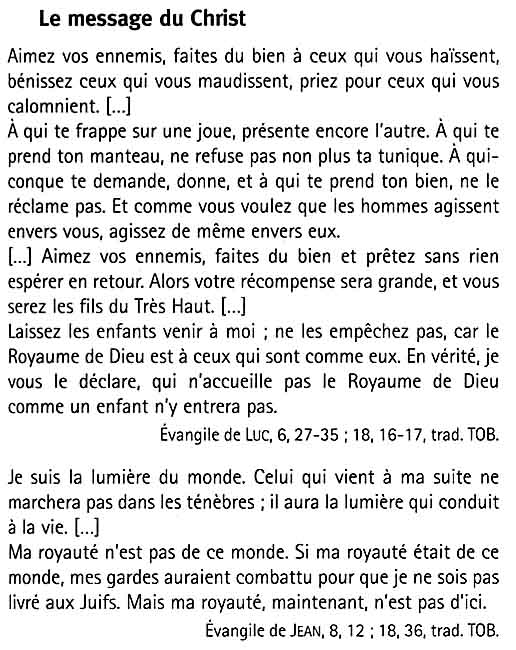 Le message du Christ
Aimez vos ennemis, faites du bien à ceux qui vous haïssent,
bénissez ceux qui vous maudissent, priez pour ceux qui vous
calomnient. [...]
À qui te frappe sur une joue, présente encore l'autre. À qui te
prend ton manteau, ne refuse pas non plus ta tunique. À qui-
conque te demande, donne, et à qui te prend ton bien, ne le
réclame pas. Et comme vous voulez que les hommes agissent
envers vous, agissez de même envers eux.
[...] Aimez vos ennemis, faites du bien et prêtez sans rien
espérer en retour. Alors votre récompense sera grande, et vous
serez les fils du Très Haut. [...]
Laissez les enfants venir à moi ; ne les empêchez pas, car le
Royaume de Dieu est à ceux qui sont comme eux. En vérité, je
vous le déclare, qui n'accueille pas le Royaume de Dieu
comme un enfant n'y entrera pas.
Évangile de LUC, 6, 27-35 ; 18, 16-17, trad. TOB.
Je suis la lumière du monde. Celui qui vient à ma suite ne
marchera pas dans les ténèbres ; il aura la lumière qui conduit
à la vie. [...]
Ma royauté n'est pas de ce monde. Si ma royauté était de ce
monde, mes gardes auraient combattu pour que je ne sois pas
livré aux Juifs. Mais ma royauté, maintenant, n'est pas d'ici.
Évangile de JEAN, 8, 12 ; 18, 36, trad. TOB.